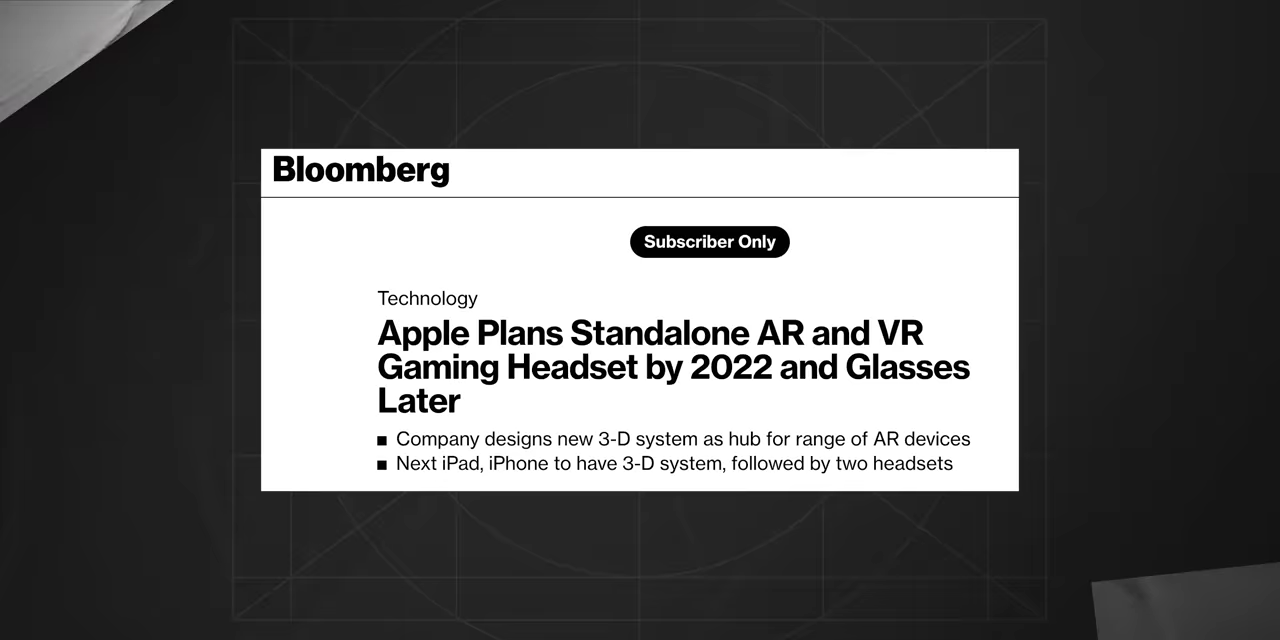 Bloomberg
Subscriber Only
Technology
Apple Plans Standalone AR and VR
Gaming Headset by 2022 and Glasses
Later
■ Company designs new 3-D system as hub for range of AR devices
■ Next iPad, iPhone to have 3-D system, followed by two headsets